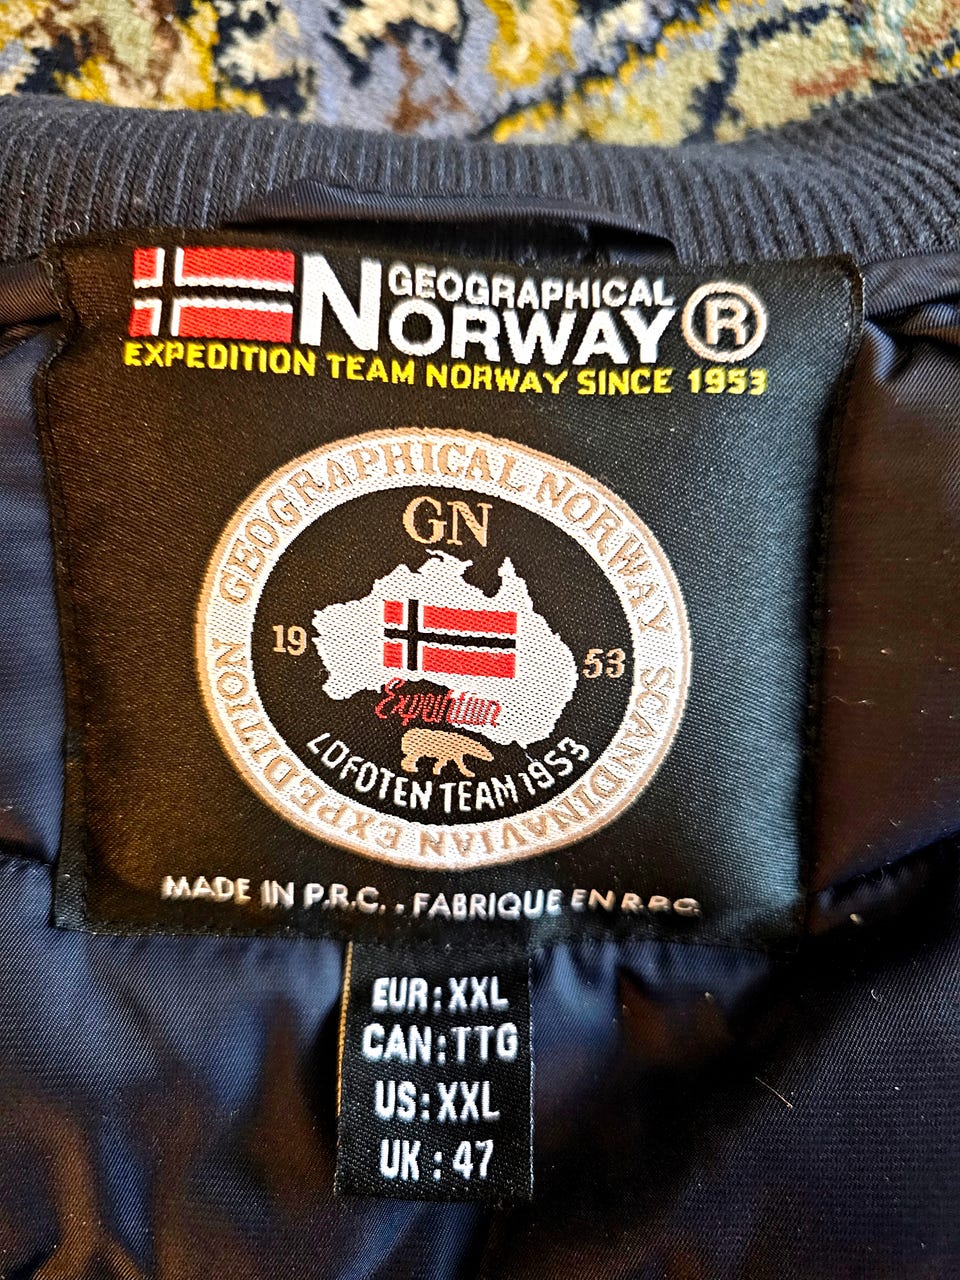 GEOGRAPHICAL
NORWAY ®
EXPEDITION TEAM NORWAY SINCE 1953
GEOGRAPHICAL NORWAY SCANDINAVIAN EXPEDITION
GN
19 53
Expedition
LOFOTEN TEAM 1953
MADE IN P.R.C. . FABRIQUE EN R.P.C.
EUR:XXL
CAN:TTG
US:XXL
UK:47